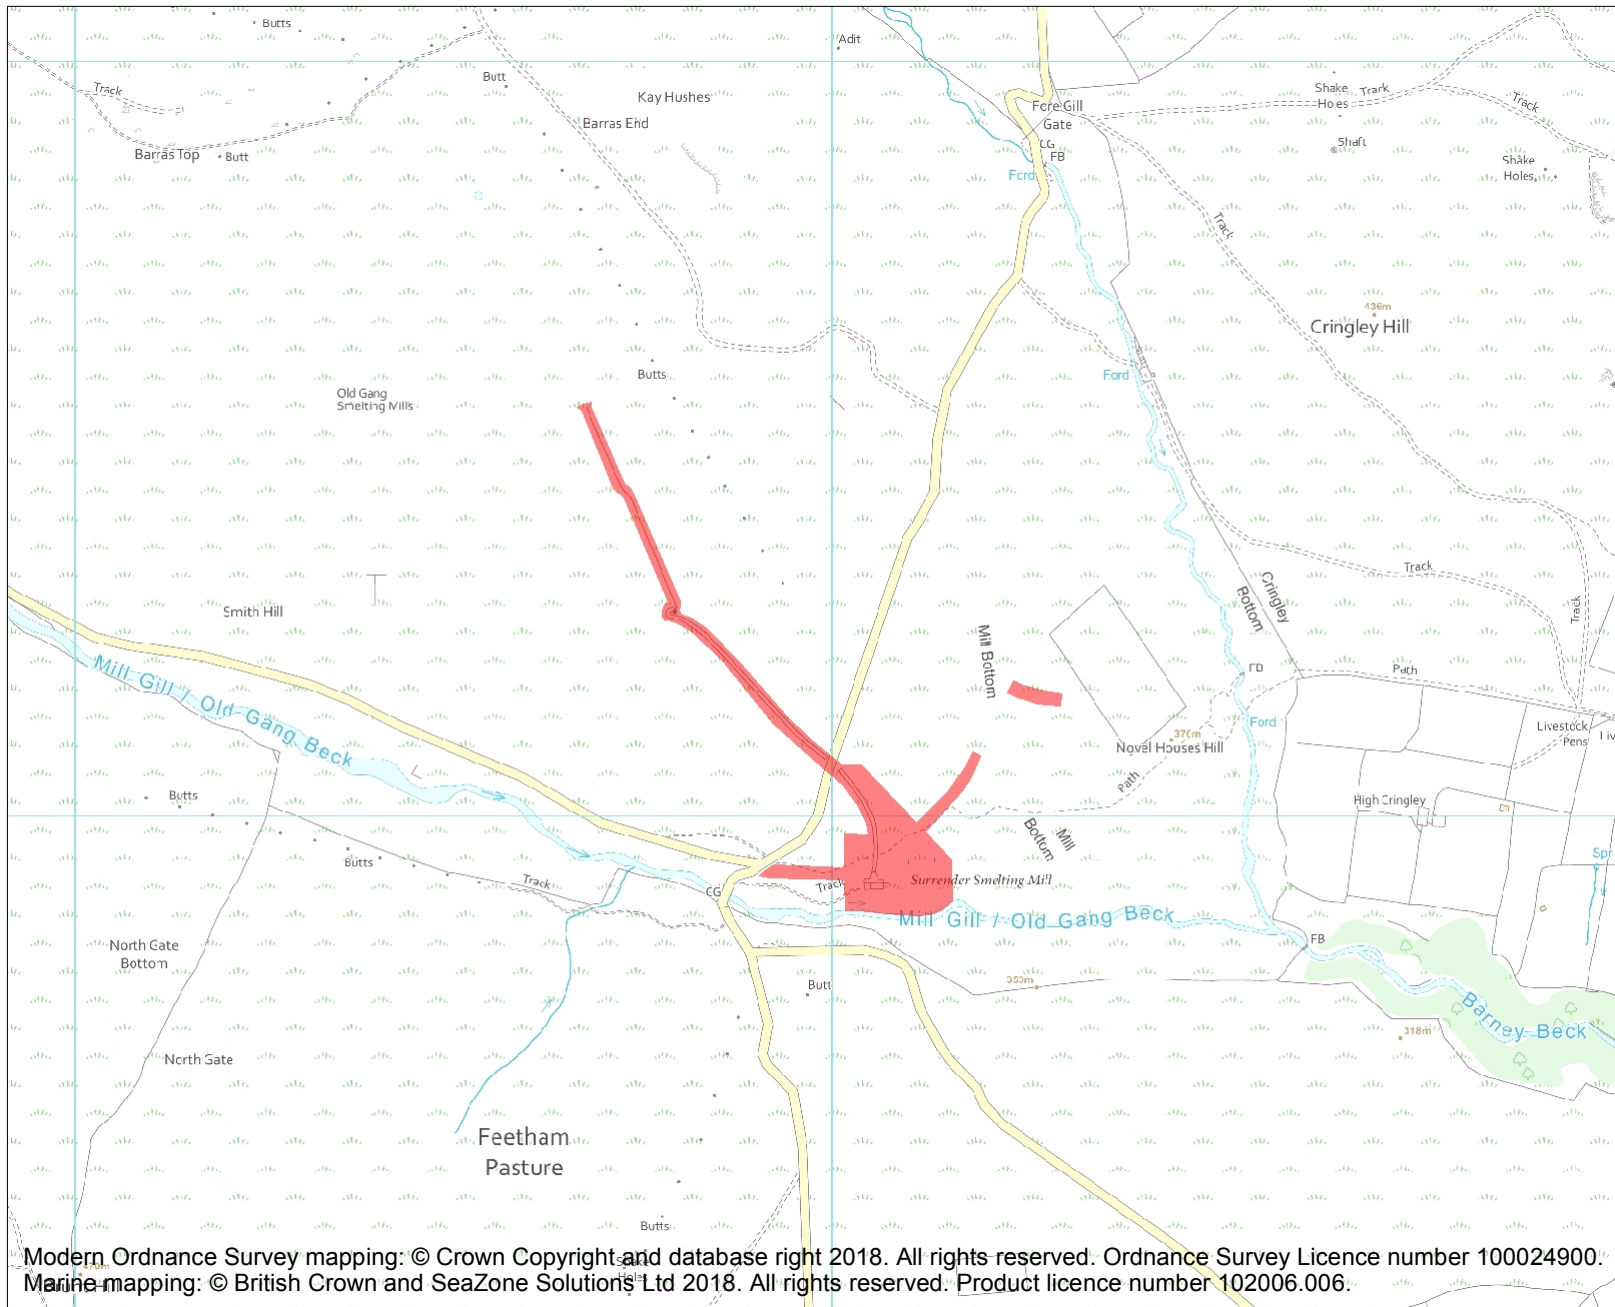 Butts
Adit
Butt
Track
Kay Hushes
Barras End
Barras Top
Butt
Fore Gill
Gate
CG
FB
Ford
Shake
Holes
Track
Track
Shaft
Shake
Holes
Track
436m
Cringley Hill
Ford
Butts
Old Gang
Smelting Mills
Smith Hill
Track
Track
Cringley
Bottom
Mill Bottom
FB
Path
Ford
Livestock
Pens
Mill Gill / Old Gang Beck
370m
Novel Houses Hill
Path
High Cringley
Butts
Butts
Mill
Bottom
Spr
Track
CG
Track
Surrender Smelting Mill
Mill Gill / Old Gang Beck
FB
North Gate
Bottom
Butt
353m
Barney Beck
318m
North Gate
Feetham
Pasture
Butts
Shake
Holes
Modern Ordnance Survey mapping: © Crown Copyright and database right 2018. All rights reserved. Ordnance Survey Licence number 100024900.
Marine mapping: © British Crown and SeaZone Solutions Ltd 2018. All rights reserved. Product licence number 102006.006.